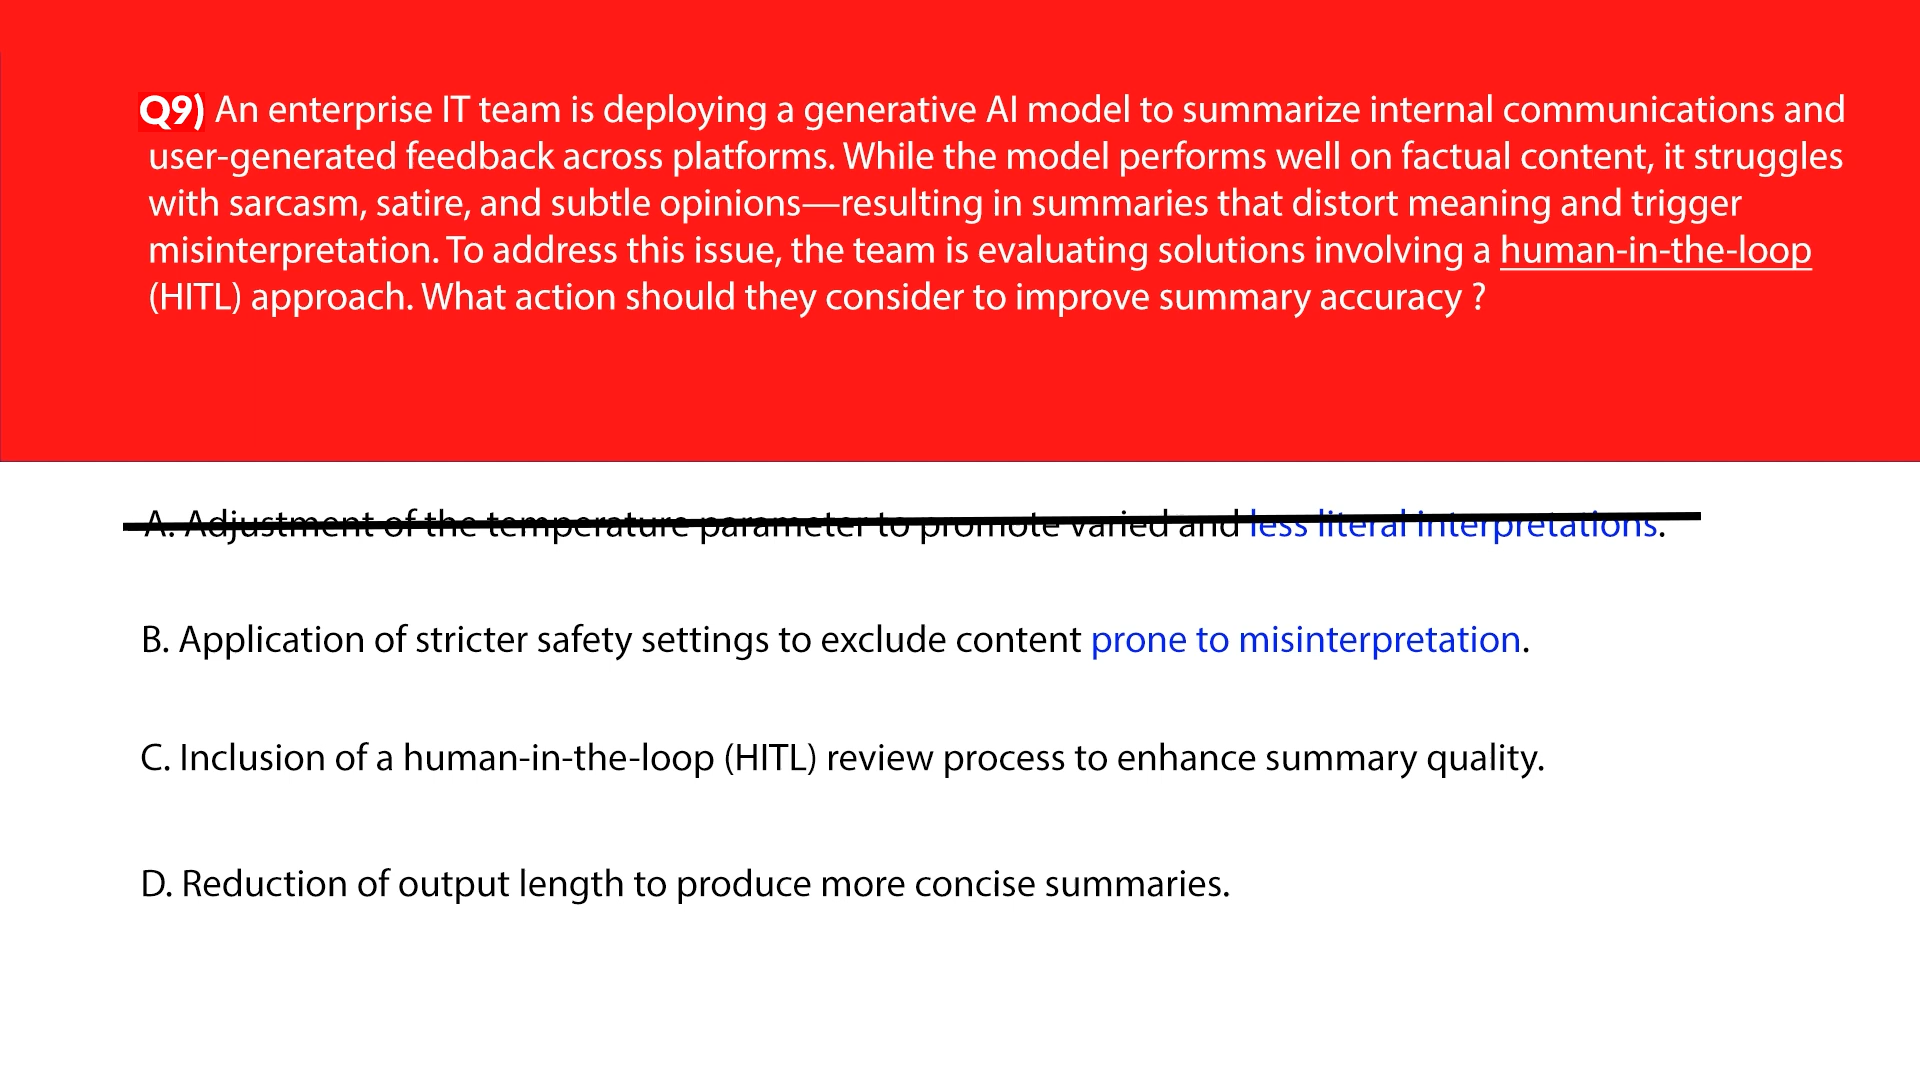 Q9) An enterprise IT team is deploying a generative AI model to summarize internal communications and
user-generated feedback across platforms. While the model performs well on factual content, it struggles
with sarcasm, satire, and subtle opinions—resulting in summaries that distort meaning and trigger
misinterpretation. To address this issue, the team is evaluating solutions involving a human-in-the-loop
(HITL) approach. What action should they consider to improve summary accuracy ?
A. Adjustment of the temperature parameter to promote varied and less literal interpretations.
B. Application of stricter safety settings to exclude content prone to misinterpretation.
C. Inclusion of a human-in-the-loop (HITL) review process to enhance summary quality.
D. Reduction of output length to produce more concise summaries.